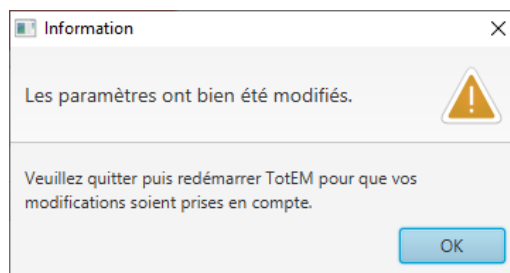 Information
Les paramètres ont bien été modifiés.
Veuillez quitter puis redémarrer TotEM pour que vos
modifications soient prises en compte.
OK